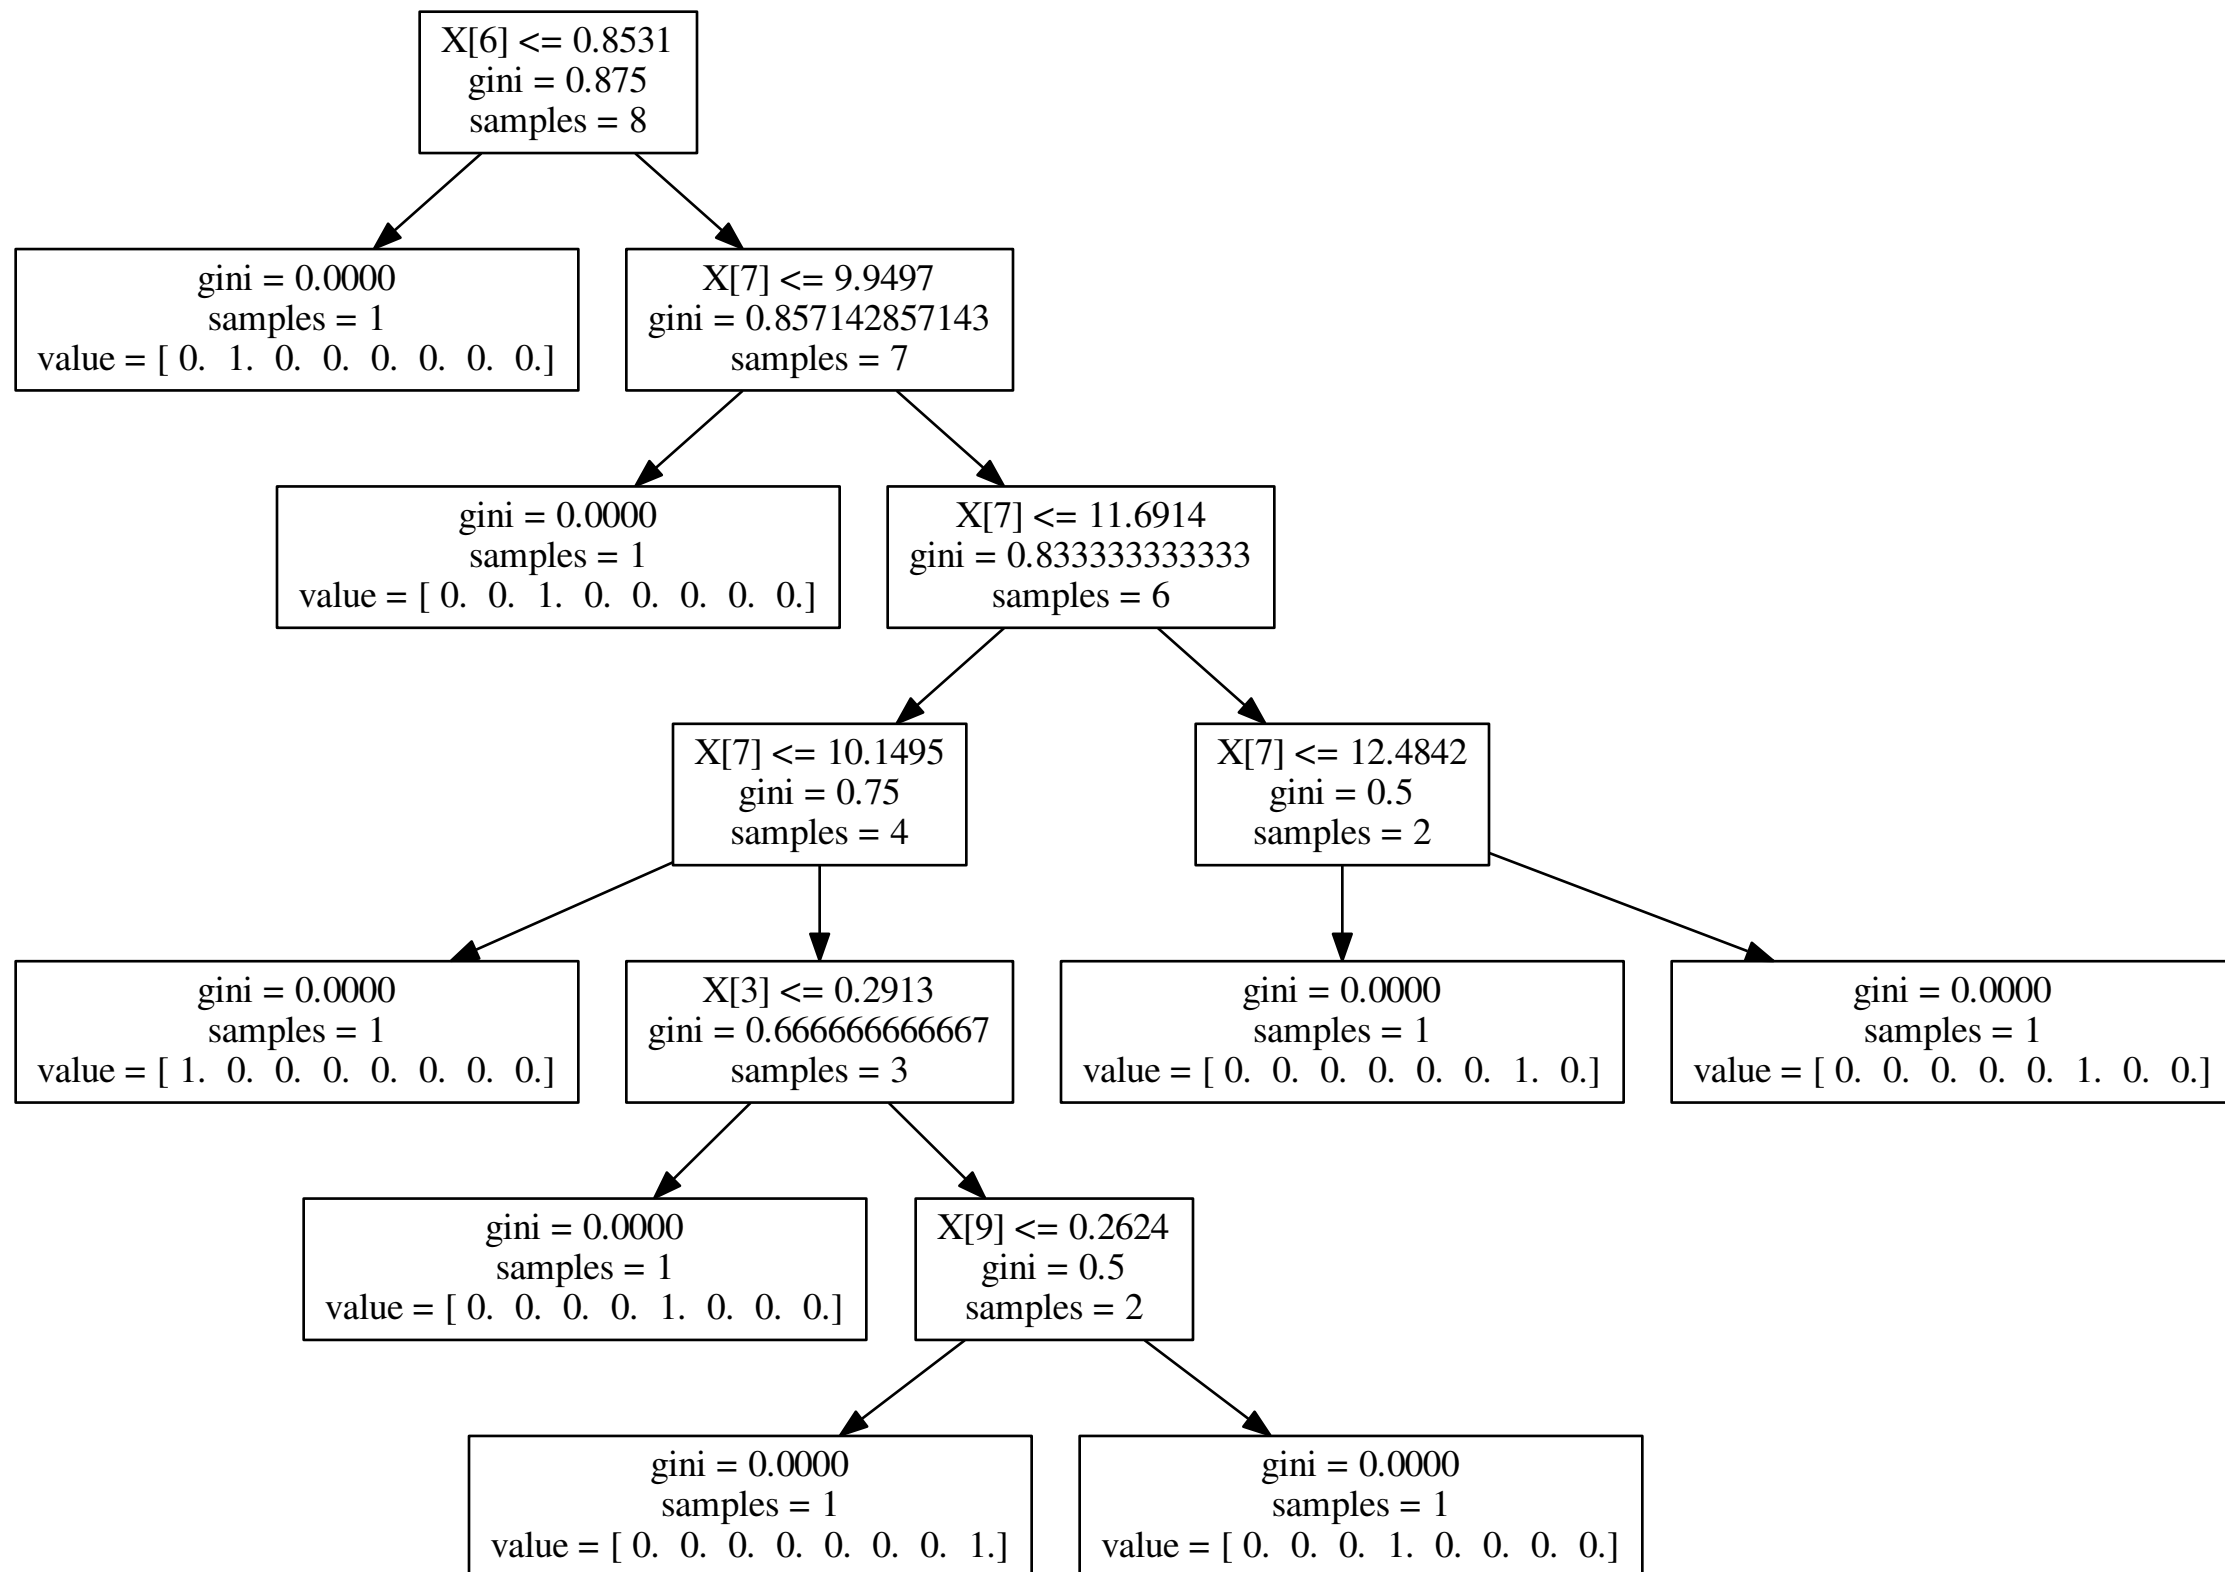 X[6] <= 0.8531
gini = 0.875
samples = 8
gini = 0.0000
samples = 1
value = [ 0. 1. 0. 0. 0. 0. 0. 0.]
X[7] <= 9.9497
gini = 0.857142857143
samples = 7
gini = 0.0000
samples = 1
value = [ 0. 0. 1. 0. 0. 0. 0. 0.]
X[7] <= 11.6914
gini = 0.833333333333
samples = 6
X[7] <= 10.1495
gini = 0.75
samples = 4
X[7] <= 12.4842
gini = 0.5
samples = 2
gini = 0.0000
samples = 1
value = [ 1. 0. 0. 0. 0. 0. 0. 0.]
X[3] <= 0.2913
gini = 0.666666666667
samples = 3
gini = 0.0000
samples = 1
value = [ 0. 0. 0. 0. 0. 0. 1. 0.]
gini = 0.0000
samples = 1
value = [ 0. 0. 0. 0. 0. 1. 0. 0.]
gini = 0.0000
samples = 1
value = [ 0. 0. 0. 0. 1. 0. 0. 0.]
X[9] <= 0.2624
gini = 0.5
samples = 2
gini = 0.0000
samples = 1
value = [ 0. 0. 0. 0. 0. 0. 0. 1.]
gini = 0.0000
samples = 1
value = [ 0. 0. 0. 1. 0. 0. 0. 0.]